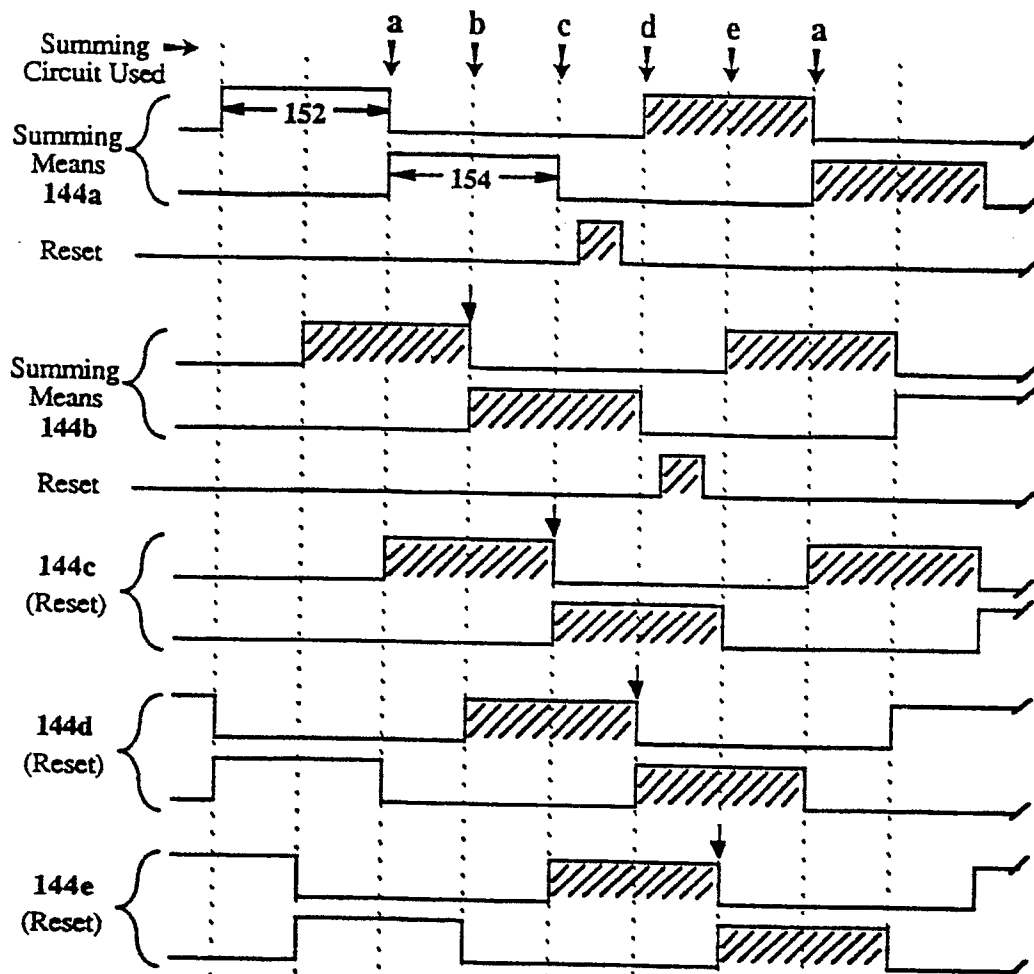 a b c d e a
Summing
Circuit Used
152
Summing
Means
144a
154
Reset
Summing
Means
144b
Reset
144c
(Reset)
144d
(Reset)
144e
(Reset)